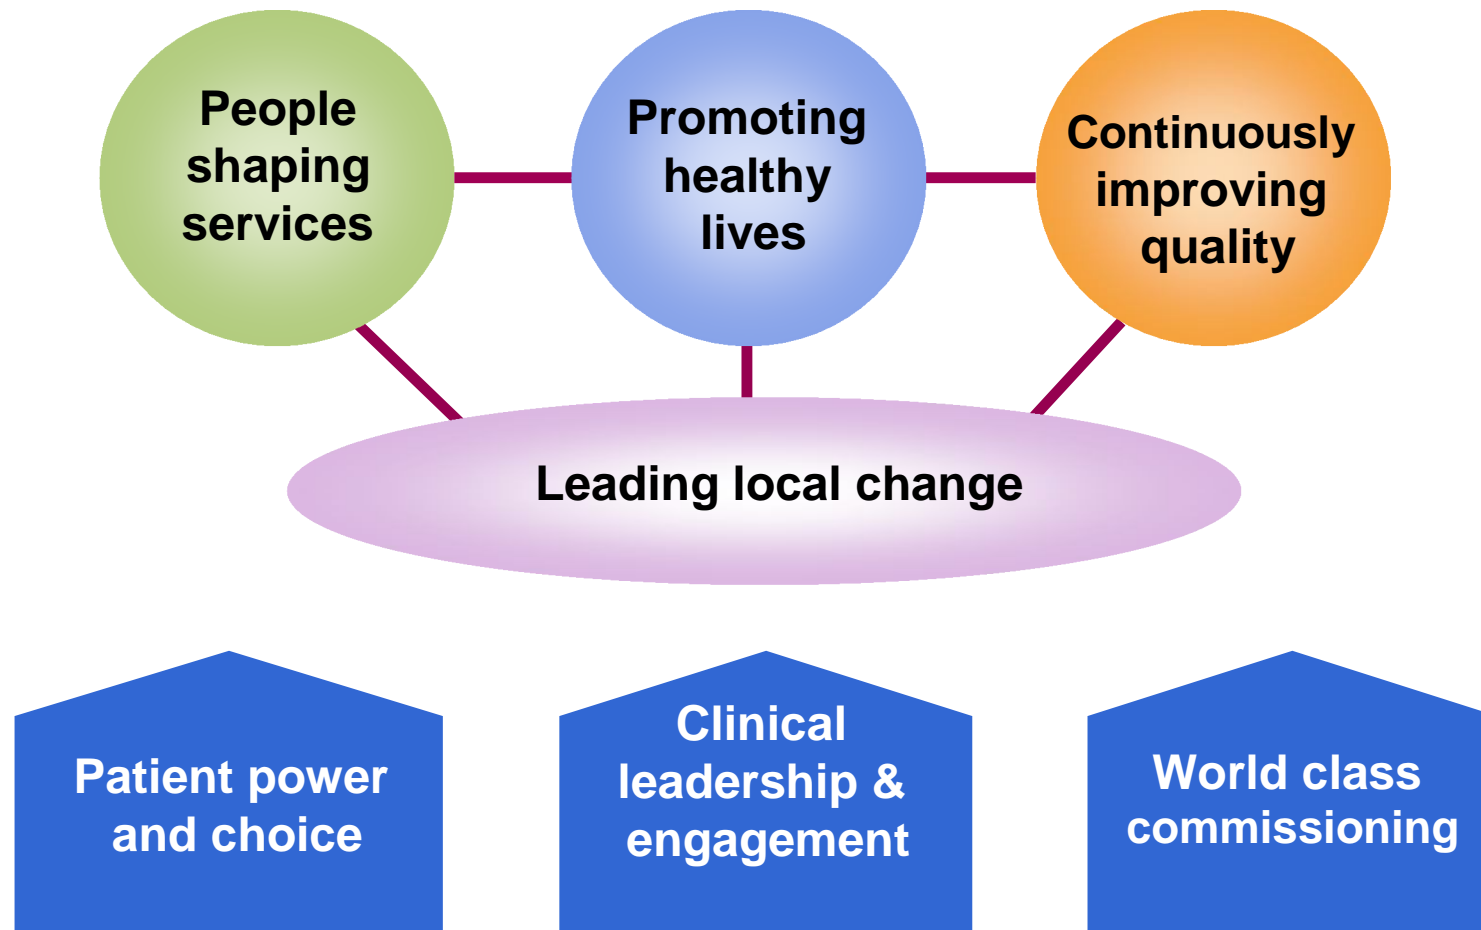 People
shaping
services
Promoting
healthy
lives
Continuously
improving
quality
Leading local change
Patient power
and choice
Clinical
leadership &
engagement
World class
commissioning